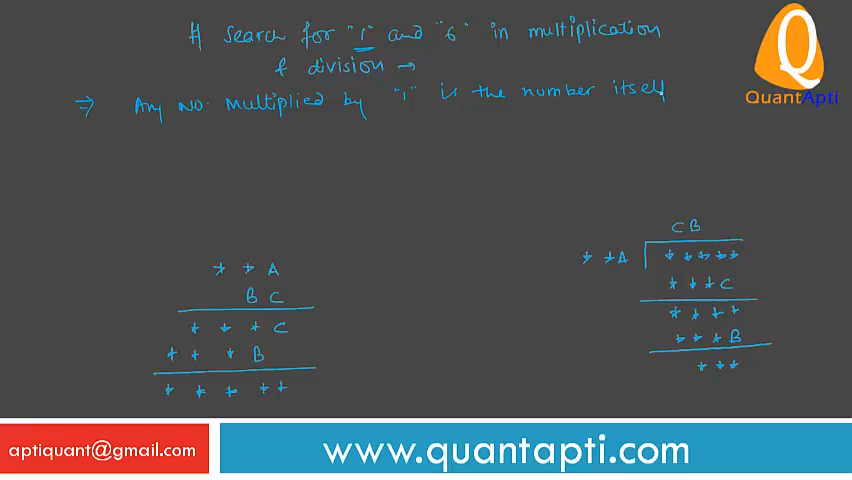 # Search for "1" and "6" in multiplication
& division →
⇒ Any No. Multiplied by "1" is the number itself
QuantApti
* * A
B C
* * * C
* * * B
* * * * *
C B
* * A * * * * *
* * * C
* * * *
* * * B
* * *
aptiquant@gmail.com
www.quantapti.com